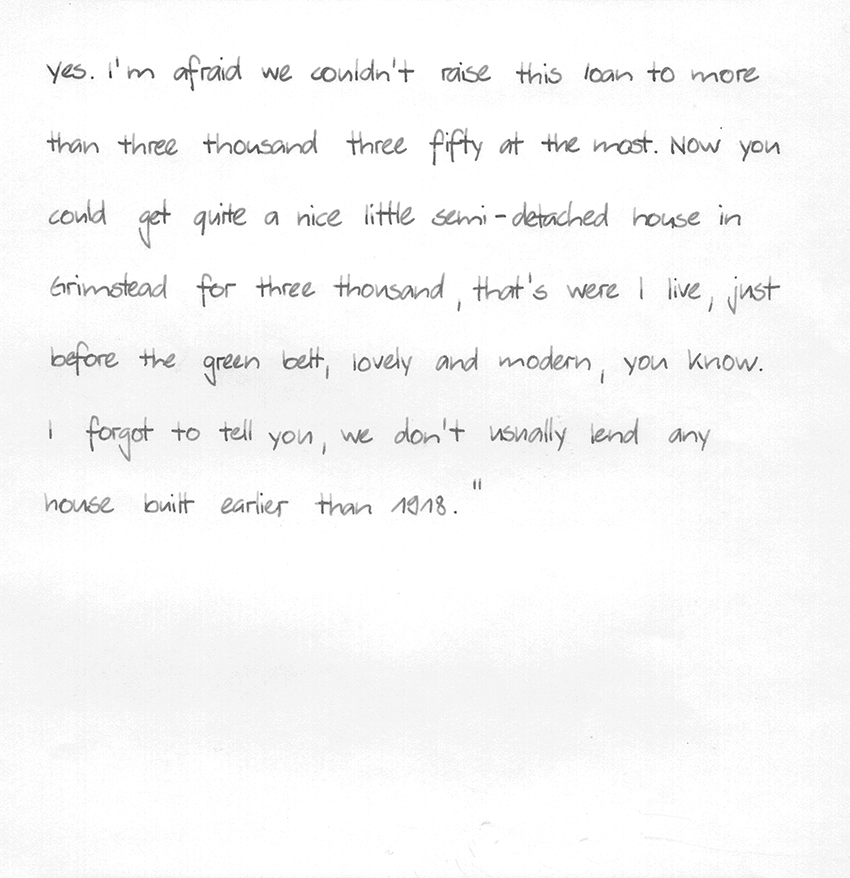 yes. I'm afraid we couldn't raise this loan to more
than three thousand three fifty at the most. Now you
could get quite a nice little semi-detached house in
Grimstead for three thousand, that's were I live, just
before the green belt, lovely and modern, you know.
I forgot to tell you, we don't usually lend any
house built earlier than 1918."